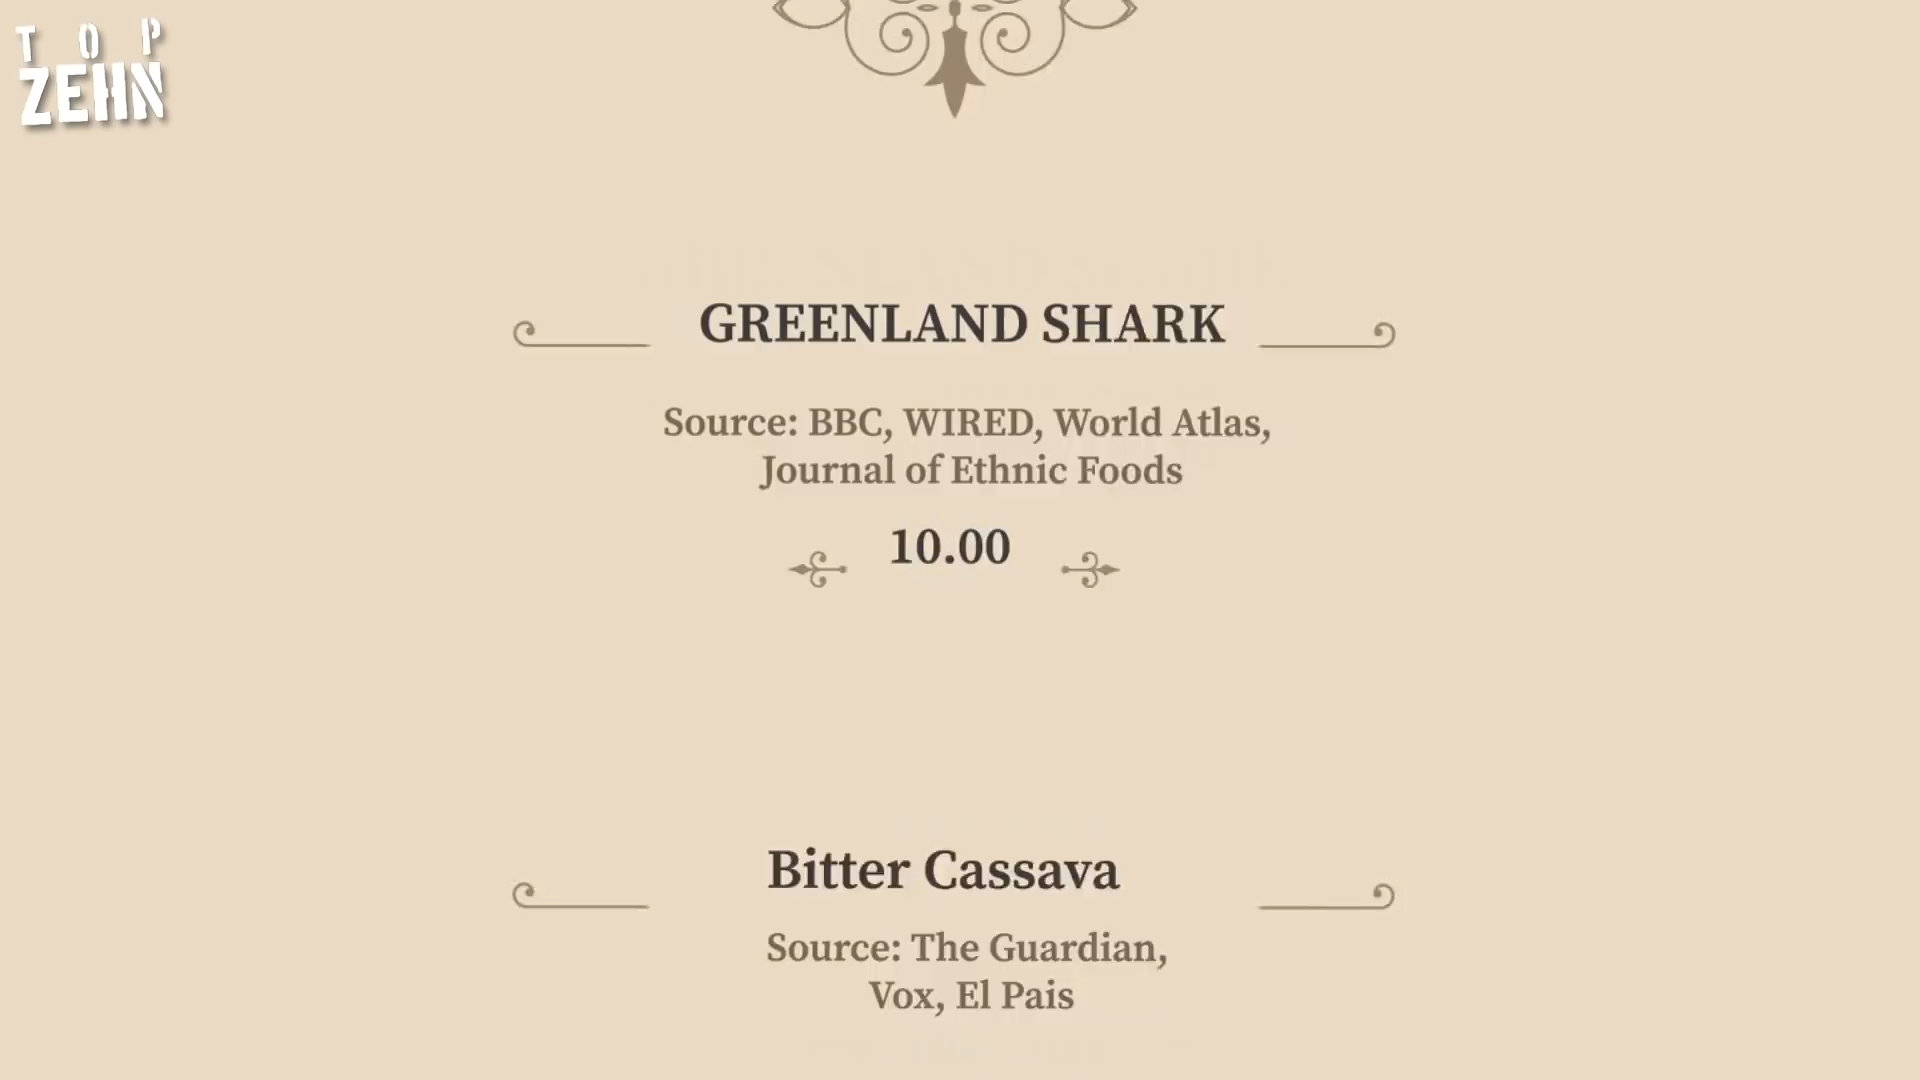 TOP
ZEHN
GREENLAND SHARK
Source: BBC, WIRED, World Atlas,
Journal of Ethnic Foods
10.00
Bitter Cassava
Source: The Guardian,
Vox, El Pais